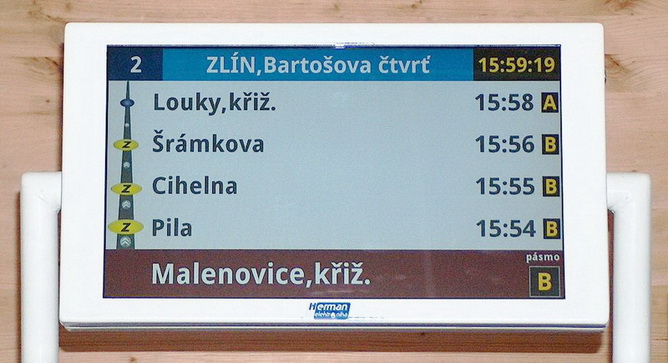 2 ZLÍN,Bartošova čtvrť 15:59:19
Louky,křiž. 15:58 A
Z Šrámkova 15:56 B
Z Cihelna 15:55 B
Z Pila 15:54 B
pásmo
Malenovice,křiž. B
Herman
elektronika